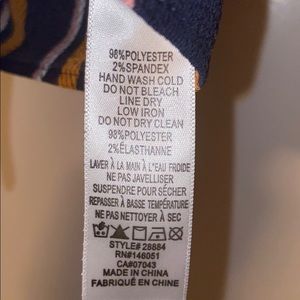 98%POLYESTER
2%SPANDEX
HAND WASH COLD
DO NOT BLEACH
LINE DRY
LOW IRON
DO NOT DRY CLEAN
98%POLYESTER
2%ÉLASTHANNE
LAVER À LA MAIN À L'EAU FROIDE
NE PAS JAVELLISER
SUSPENDRE POUR SÉCHER
REPASSER À BASSE TEMPÉRATURE
NE PAS NETTOYER À SEC
STYLE# 28884
RN#146051
CA#07043
MADE IN CHINA
FABRIQUÉ EN CHINE